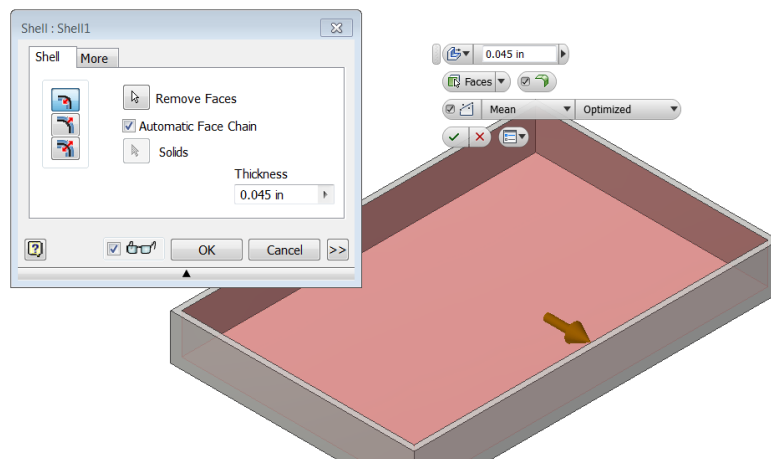 Shell : Shell1
Shell More
Remove Faces
Automatic Face Chain
Solids
Thickness
0.045 in
OK Cancel >>
0.045 in
Faces
Mean Optimized